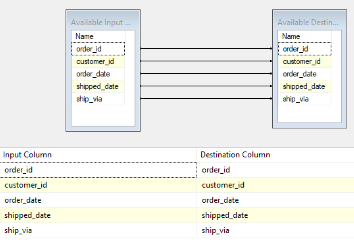 Available Input ... Available Destin...
Name Name
order_id order_id
customer_id customer_id
order_date order_date
shipped_date shipped_date
ship_via ship_via
Input Column Destination Column
order_id order_id
customer_id customer_id
order_date order_date
shipped_date shipped_date
ship_via ship_via